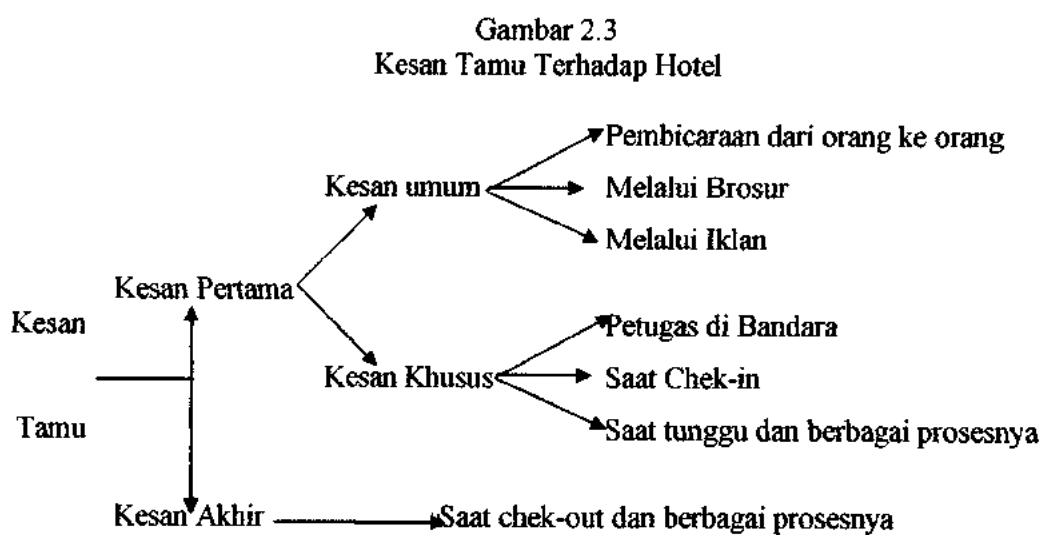 Gambar 2.3
Kesan Tamu Terhadap Hotel
Pembicaraan dari orang ke orang
Kesan umum
Melalui Brosur
Melalui Iklan
Kesan Pertama
Kesan
Petugas di Bandara
Kesan Khusus
Saat Chek-in
Tamu
Saat tunggu dan berbagai prosesnya
Kesan Akhir
Saat chek-out dan berbagai prosesnya